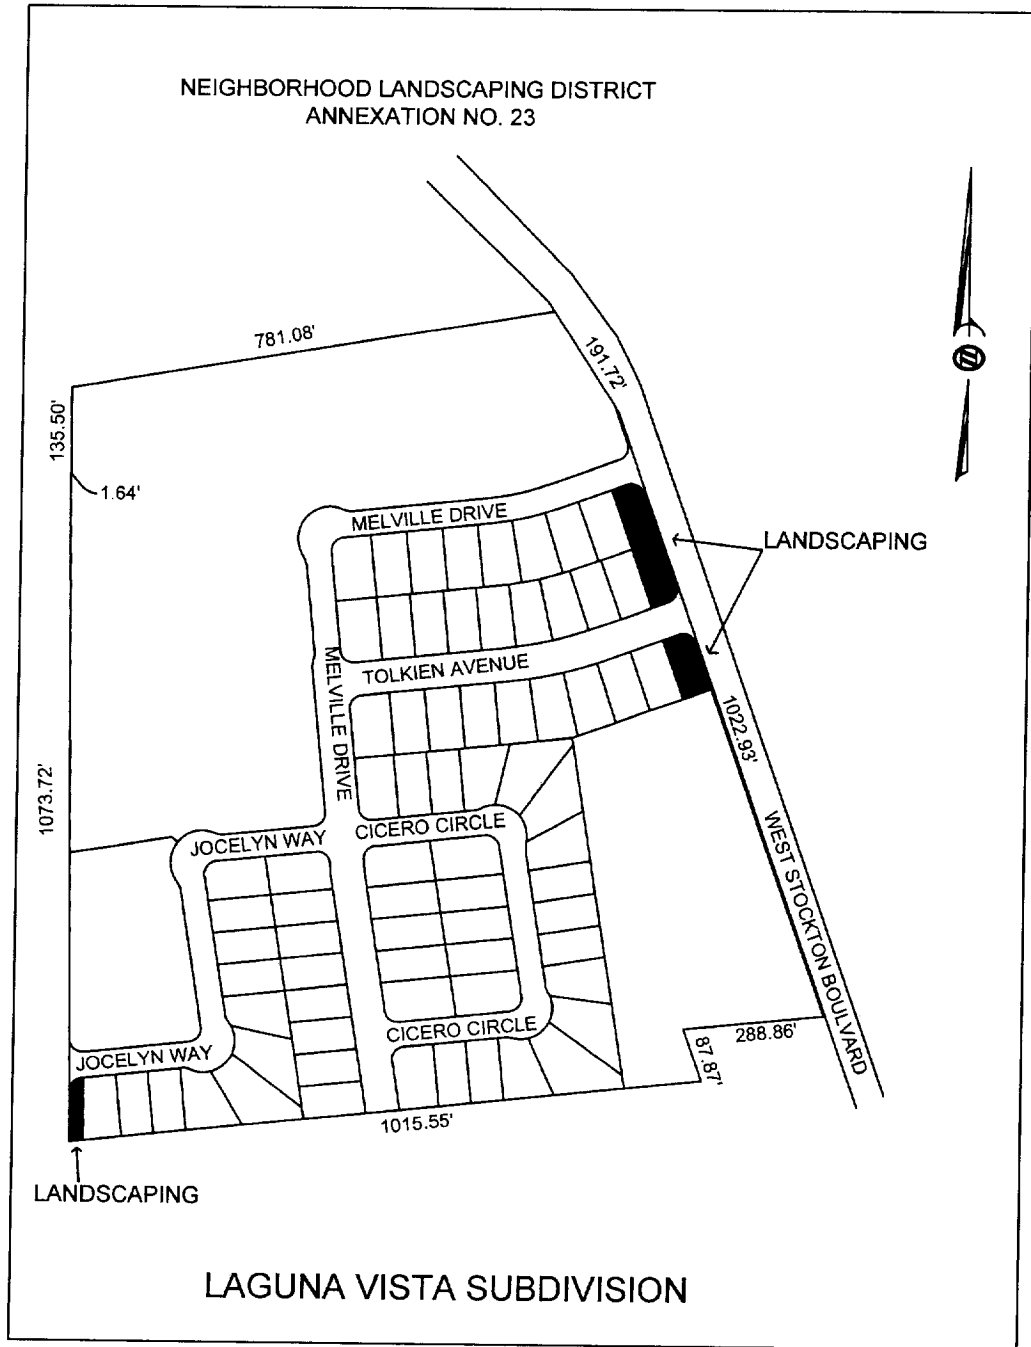 NEIGHBORHOOD LANDSCAPING DISTRICT
ANNEXATION NO. 23
781.08'
191.72'
135.50'
1.64'
MELVILLE DRIVE
LANDSCAPING
MELVILLE DRIVE
TOLKIEN AVENUE
1022.93'
1073.72'
JOCELYN WAY
CICERO CIRCLE
WEST STOCKTON BOULVARD
CICERO CIRCLE
288.86'
87.87'
JOCELYN WAY
1015.55'
LANDSCAPING
LAGUNA VISTA SUBDIVISION